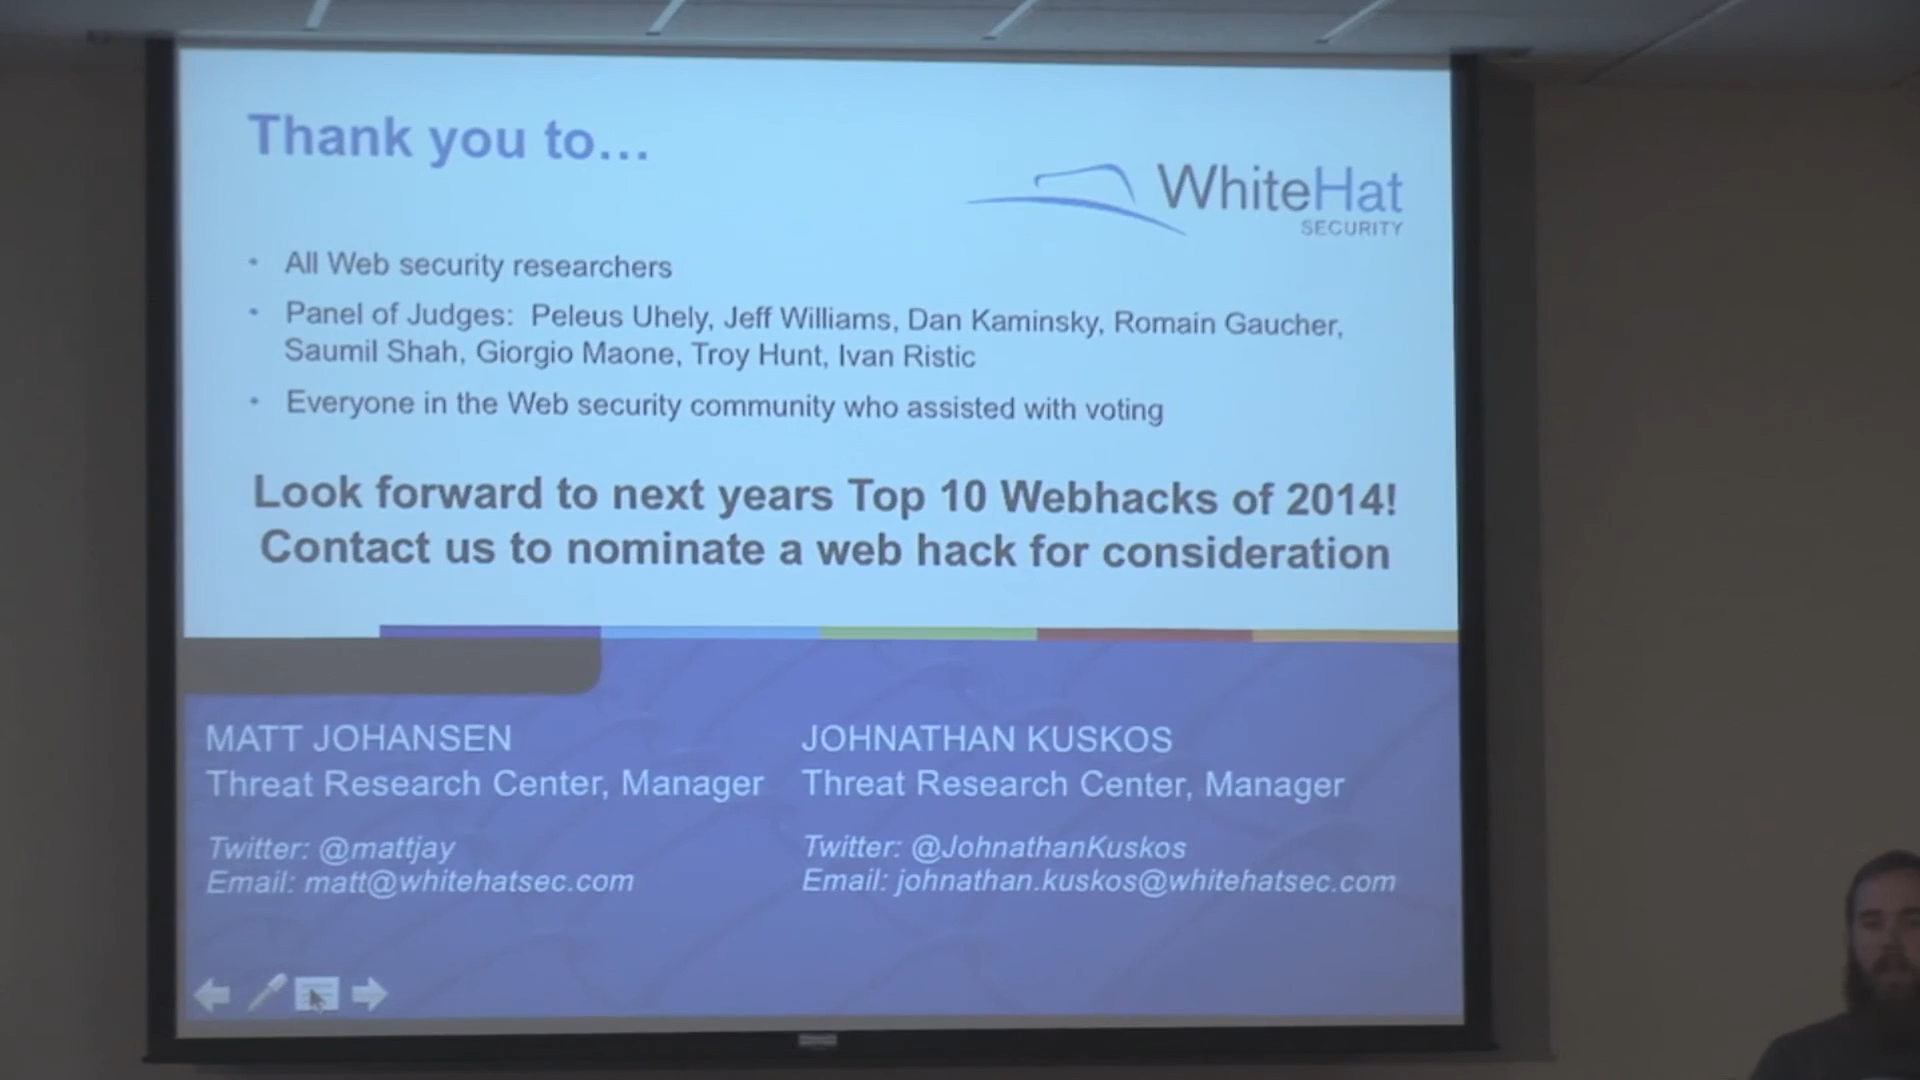 Thank you to...
WhiteHat
SECURITY
• All Web security researchers
• Panel of Judges: Peleus Uhely, Jeff Williams, Dan Kaminsky, Romain Gaucher,
Saumil Shah, Giorgio Maone, Troy Hunt, Ivan Ristic
• Everyone in the Web security community who assisted with voting
Look forward to next years Top 10 Webhacks of 2014!
Contact us to nominate a web hack for consideration
MATT JOHANSEN
Threat Research Center, Manager
Twitter: @mattjay
Email: matt@whitehatsec.com
JOHNATHAN KUSKOS
Threat Research Center, Manager
Twitter: @JohnathanKuskos
Email: johnathan.kuskos@whitehatsec.com